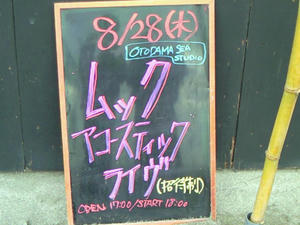 8/28(木)
OTODAMA SEA
STUDIO
ムック
アコースティック
ライヴ(招待制)
OPEN 17:00/START 18:00